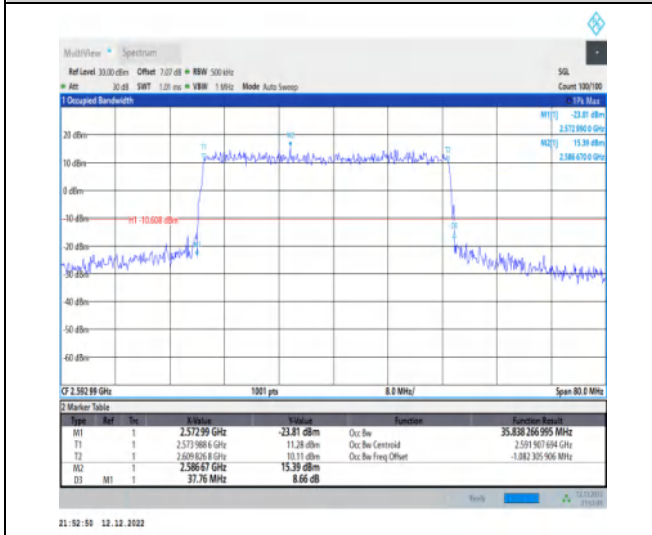 MultiView Spectrum
Ref Level 30.00 dBm Offset 7.07 dB RBW 500 kHz SGL
Att 30 dB SWT 1.01 ms VBW 1 MHz Mode Auto Sweep Count 100/100
1 Occupied Bandwidth 1Pk Max
M1[1] -23.81 dBm
2.572 990 0 GHz
M2[1] 15.39 dBm
2.586 670 0 GHz
20 dBm
T1 M2 T2
10 dBm
0 dBm
-10 dBm
H1 -10.608 dBm
D3
-20 dBm
M1
-30 dBm
-40 dBm
-50 dBm
-60 dBm
CF 2.592 99 GHz 1001 pts 8.0 MHz/ Span 80.0 MHz
2 Marker Table
Type Ref Trc X-Value Y-Value Function Function Result
M1 1 2.572 99 GHz -23.81 dBm Occ Bw 35.838 266 995 MHz
T1 1 2.573 988 6 GHz 11.28 dBm Occ Bw Centroid 2.591 907 694 GHz
T2 1 2.609 826 8 GHz 10.11 dBm Occ Bw Freq Offset -1.082 305 906 MHz
M2 1 2.586 67 GHz 15.39 dBm
D3 M1 1 37.76 MHz 8.66 dB
Ready 12.12.2022
21:52:50 12.12.2022